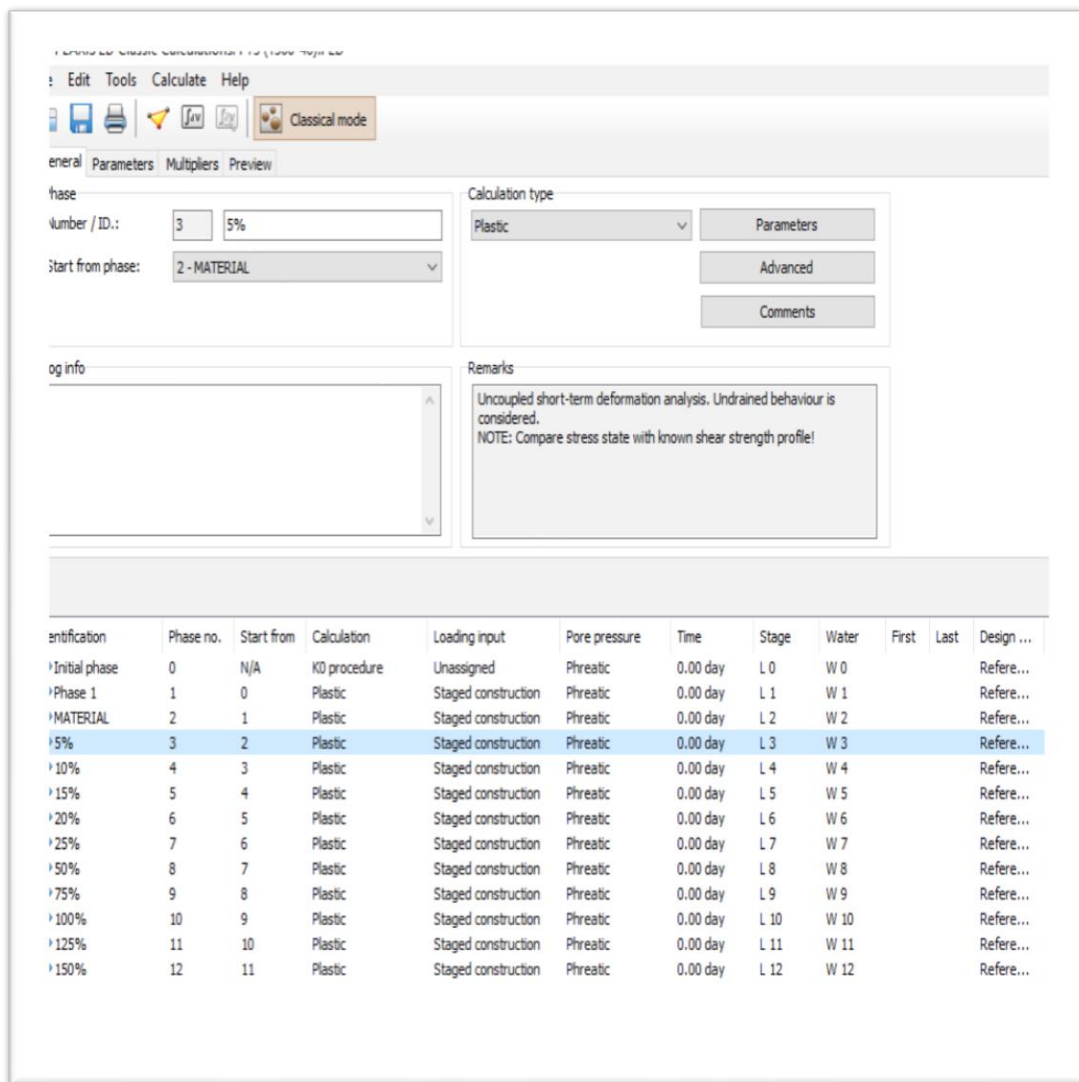 Edit Tools Calculate Help
Classical mode
eneral Parameters Multipliers Preview
hase
Number / ID.: 3 5%
Start from phase: 2 - MATERIAL
Calculation type
Plastic
Parameters
Advanced
Comments
og info
Remarks
Uncoupled short-term deformation analysis. Undrained behaviour is
considered.
NOTE: Compare stress state with known shear strength profile!
entification Phase no. Start from Calculation Loading input Pore pressure Time Stage Water First Last Design ...
Initial phase 0 N/A K0 procedure Unassigned Phreatic 0.00 day L 0 W 0 Refere...
Phase 1 1 0 Plastic Staged construction Phreatic 0.00 day L 1 W 1 Refere...
MATERIAL 2 1 Plastic Staged construction Phreatic 0.00 day L 2 W 2 Refere...
5% 3 2 Plastic Staged construction Phreatic 0.00 day L 3 W 3 Refere...
10% 4 3 Plastic Staged construction Phreatic 0.00 day L 4 W 4 Refere...
15% 5 4 Plastic Staged construction Phreatic 0.00 day L 5 W 5 Refere...
20% 6 5 Plastic Staged construction Phreatic 0.00 day L 6 W 6 Refere...
25% 7 6 Plastic Staged construction Phreatic 0.00 day L 7 W 7 Refere...
50% 8 7 Plastic Staged construction Phreatic 0.00 day L 8 W 8 Refere...
75% 9 8 Plastic Staged construction Phreatic 0.00 day L 9 W 9 Refere...
100% 10 9 Plastic Staged construction Phreatic 0.00 day L 10 W 10 Refere...
125% 11 10 Plastic Staged construction Phreatic 0.00 day L 11 W 11 Refere...
150% 12 11 Plastic Staged construction Phreatic 0.00 day L 12 W 12 Refere...